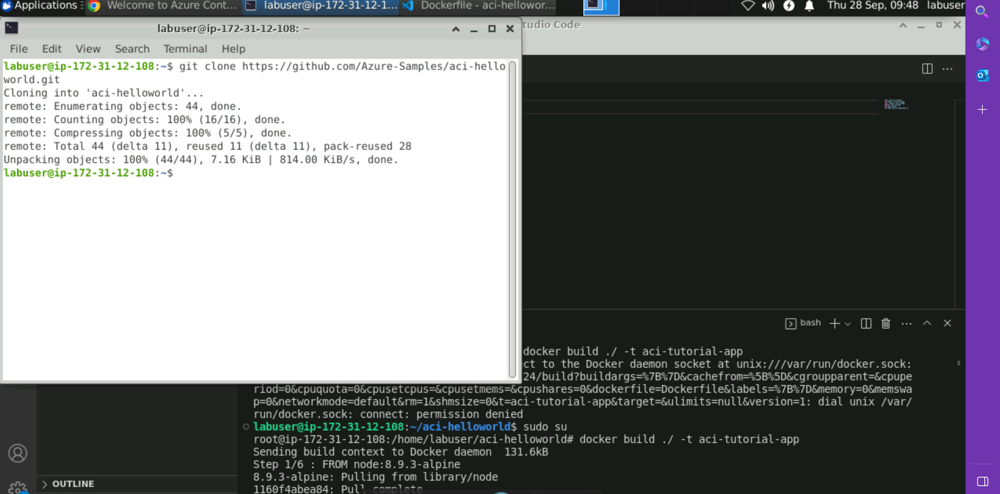 Applications
Welcome to Azure Cont...
labuser@ip-172-31-12-1...
Dockerfile - aci-hellowor...
Thu 28 Sep, 09:48
labuser
labuser@ip-172-31-12-108: ~
tudio Code
File Edit View Search Terminal Help
labuser@ip-172-31-12-108:~$ git clone https://github.com/Azure-Samples/aci-hello
world.git
Cloning into 'aci-helloworld'...
remote: Enumerating objects: 44, done.
remote: Counting objects: 100% (16/16), done.
remote: Compressing objects: 100% (5/5), done.
remote: Total 44 (delta 11), reused 11 (delta 11), pack-reused 28
Unpacking objects: 100% (44/44), 7.16 KiB | 814.00 KiB/s, done.
labuser@ip-172-31-12-108:~$
bash
docker build ./ -t aci-tutorial-app
ct to the Docker daemon socket at unix:///var/run/docker.sock:
24/build?buildargs=%7B%7D&cachefrom=%5B%5D&cgroupparent=&cpupe
riod=0&cpuquota=0&cpusetcpus=&cpusetmems=&cpushares=0&dockerfile=Dockerfile&labels=%7B%7D&memory=0&memswa
p=0&networkmode=default&rm=1&shmsize=0&t=aci-tutorial-app&target=&ulimits=null&version=1: dial unix /var/
run/docker.sock: connect: permission denied
labuser@ip-172-31-12-108:~/aci-helloworld$ sudo su
root@ip-172-31-12-108:/home/labuser/aci-helloworld# docker build ./ -t aci-tutorial-app
Sending build context to Docker daemon  131.6kB
Step 1/6 : FROM node:8.9.3-alpine
8.9.3-alpine: Pulling from library/node
1160f4abea84: Pull complete
OUTLINE